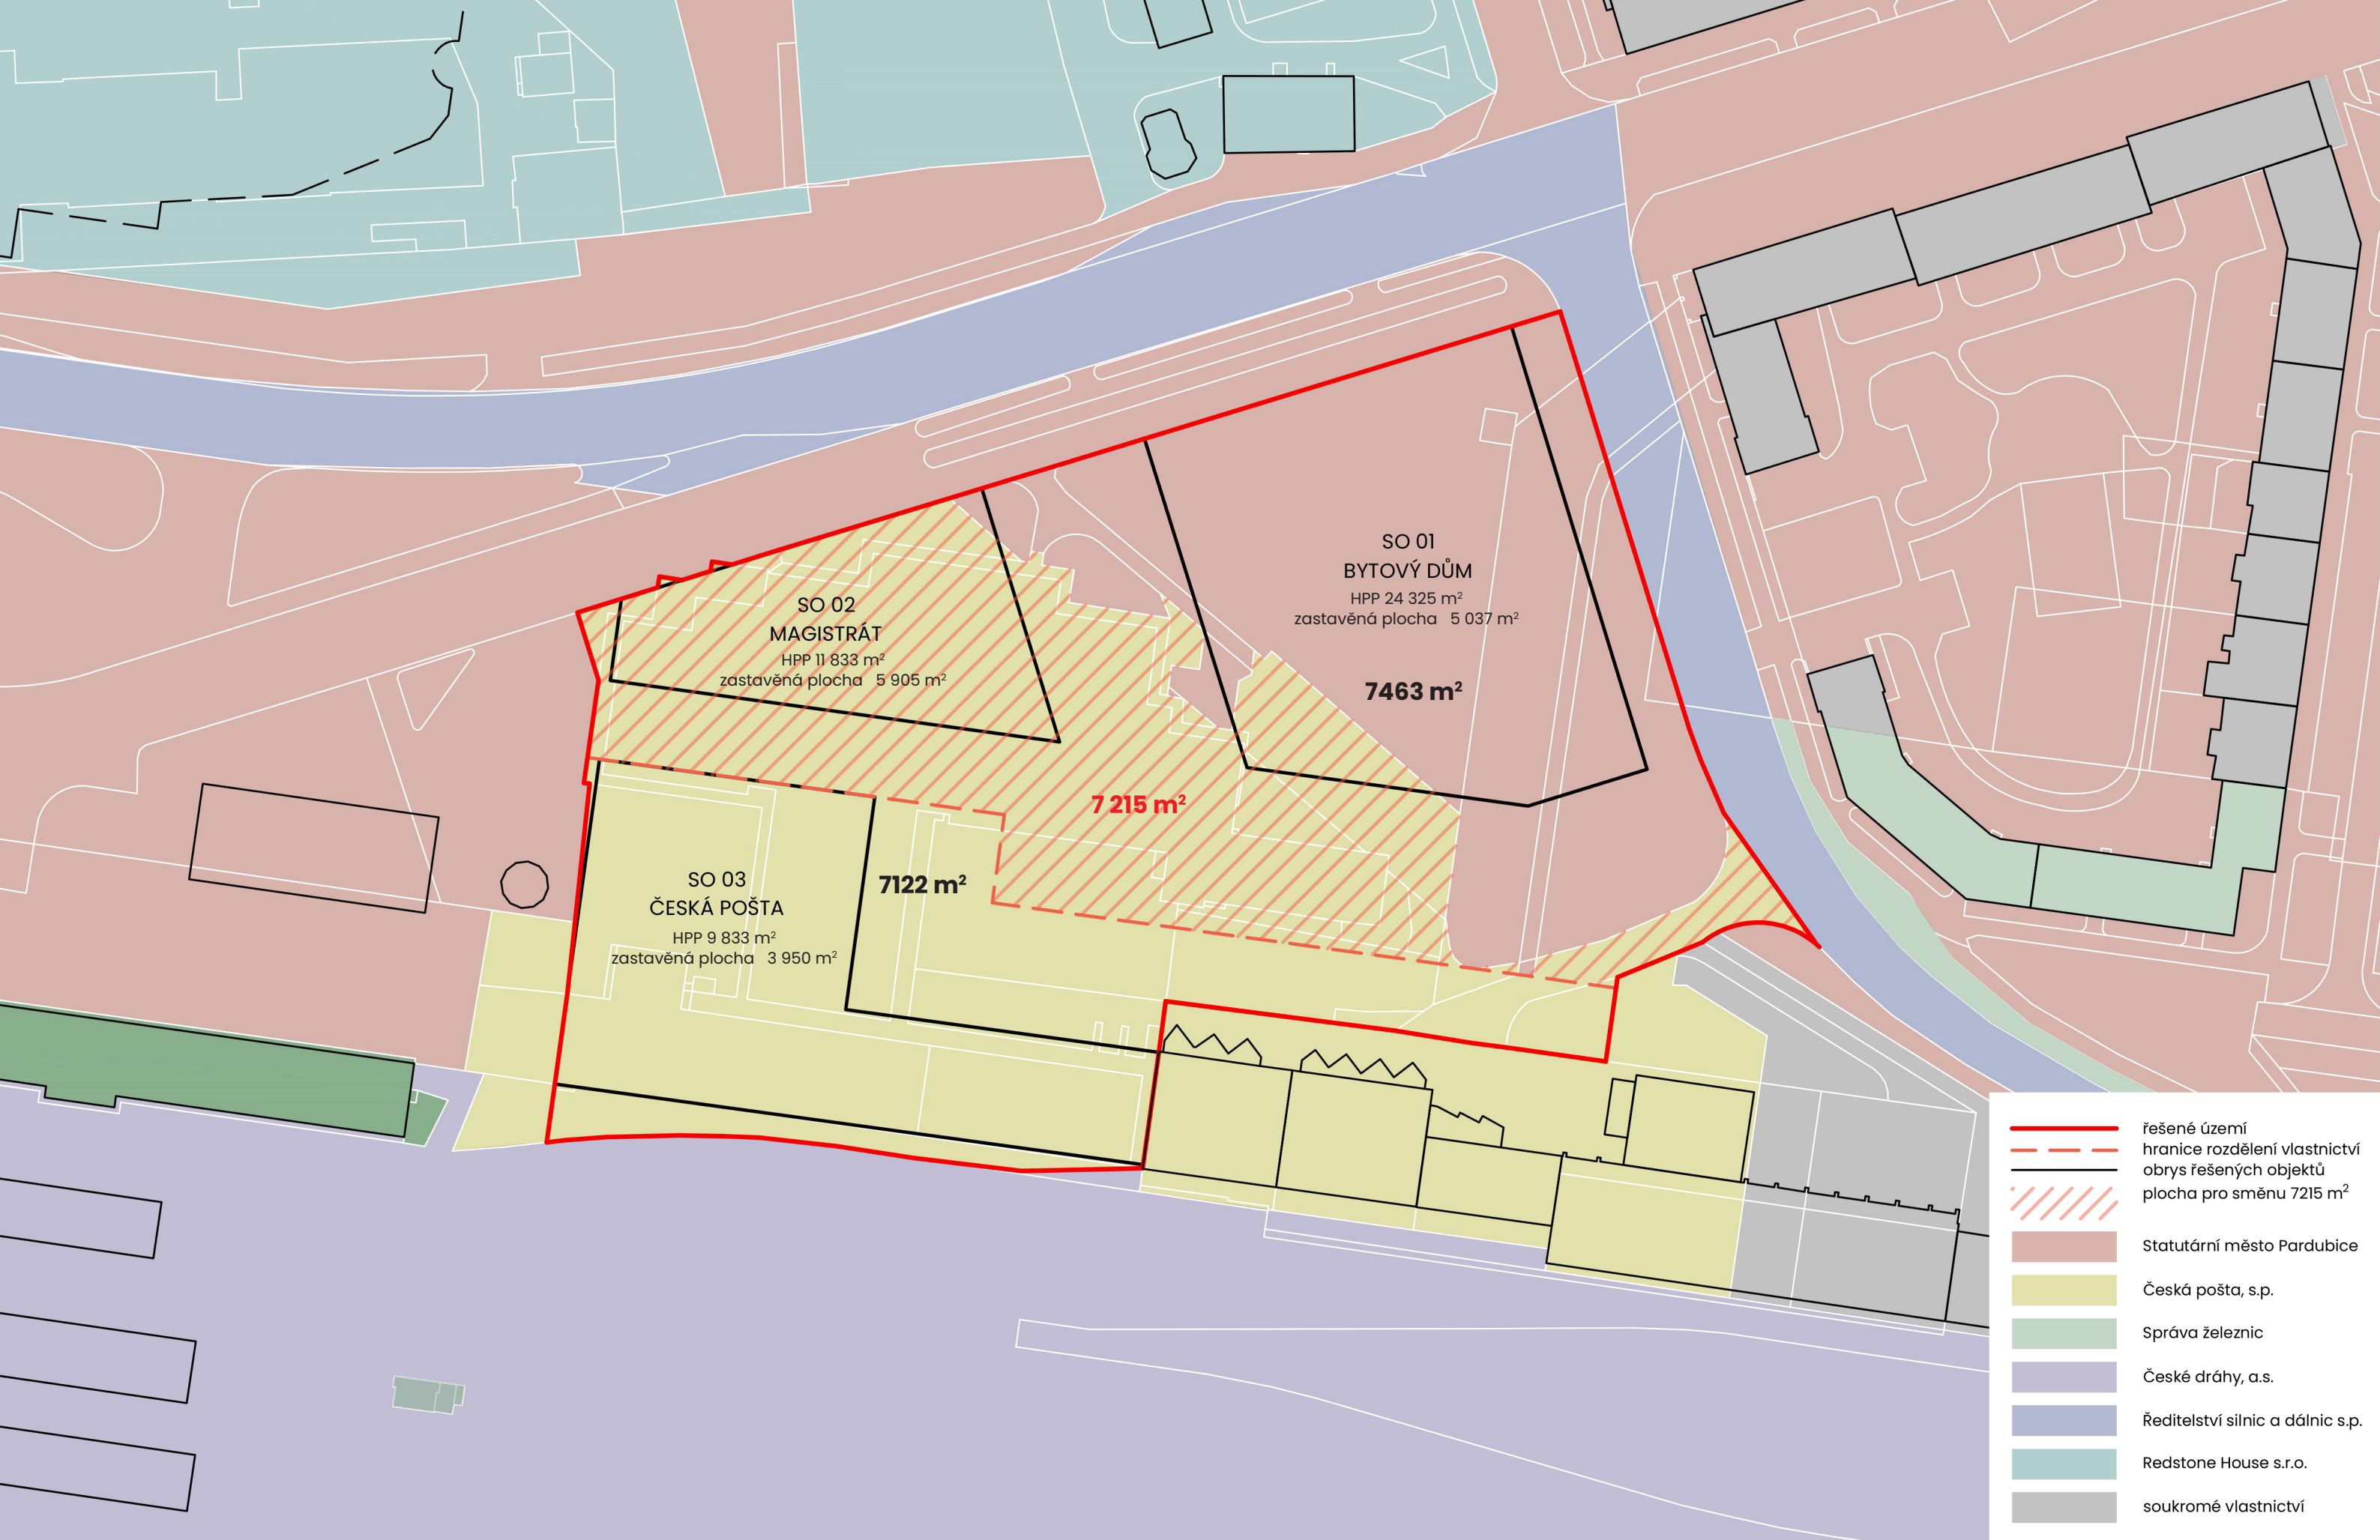 SO 01
BYTOVÝ DŮM
HPP 24 325 m²
zastavěná plocha 5 037 m²
7463 m²
SO 02
MAGISTRÁT
HPP 11 833 m²
zastavěná plocha 5 905 m²
7 215 m²
SO 03
ČESKÁ POŠTA
HPP 9 833 m²
zastavěná plocha 3 950 m²
7122 m²
řešené území
hranice rozdělení vlastnictví
obrys řešených objektů
plocha pro směnu 7215 m²
Statutární město Pardubice
Česká pošta, s.p.
Správa železnic
České dráhy, a.s.
Ředitelství silnic a dálnic s.p.
Redstone House s.r.o.
soukromé vlastnictví